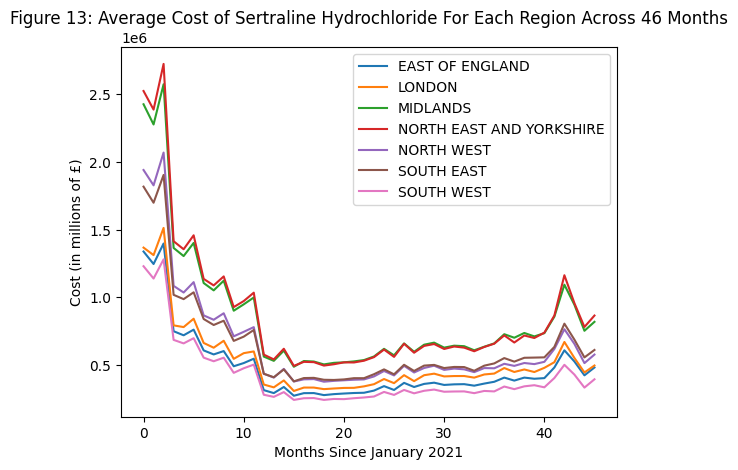 Figure 13: Average Cost of Sertraline Hydrochloride For Each Region Across 46 Months
1e6
EAST OF ENGLAND
LONDON
MIDLANDS
NORTH EAST AND YORKSHIRE
NORTH WEST
SOUTH EAST
SOUTH WEST
Cost (in millions of £)
2.5
2.0
1.5
1.0
0.5
0
10
20
30
40
Months Since January 2021